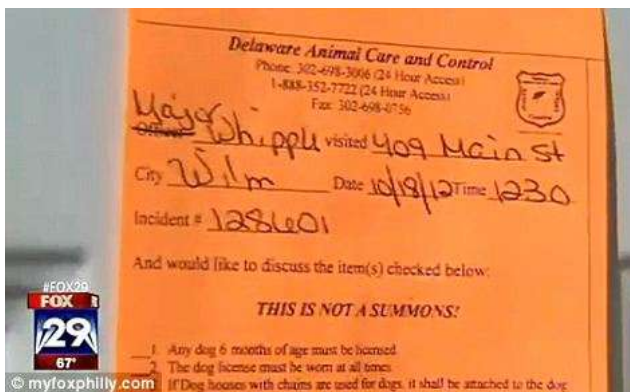 Delaware Animal Care and Control
Phone: 302-698-3006 (24 Hour Access)
1-888-352-7722 (24 Hour Access)
Fax: 302-698-0756
Major
Officer Whipple visited 409 Main St
City Wilm Date 10/18/12 Time 1230
Incident # 128601
And would like to discuss the item(s) checked below:
THIS IS NOT A SUMMONS!
1. Any dog 6 months of age must be licensed
2. The dog license must be worn at all times
If Dog houses with chains are used for dogs, it shall be attached to the dog
#FOX29
FOX
29
67°
© myfoxphilly.com